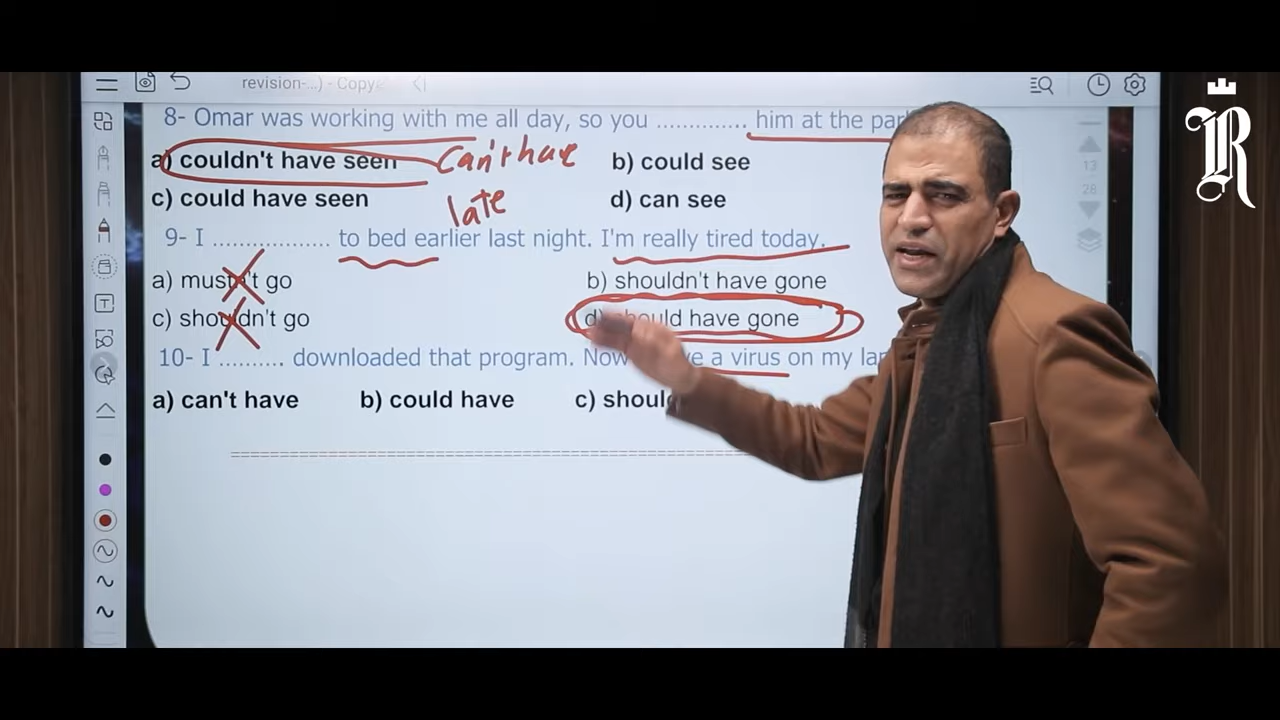 revision-...) - Copy
8- Omar was working with me all day, so you .............. him at the par
a) couldn't have seen
can't have
b) could see
c) could have seen
late
d) can see
9- I .................. to bed earlier last night. I'm really tired today.
a) mustn't go
b) shouldn't have gone
c) shouldn't go
d) should have gone
10- I .......... downloaded that program. Now a virus on my lap
a) can't have
b) could have
c) shoul
13
28
R